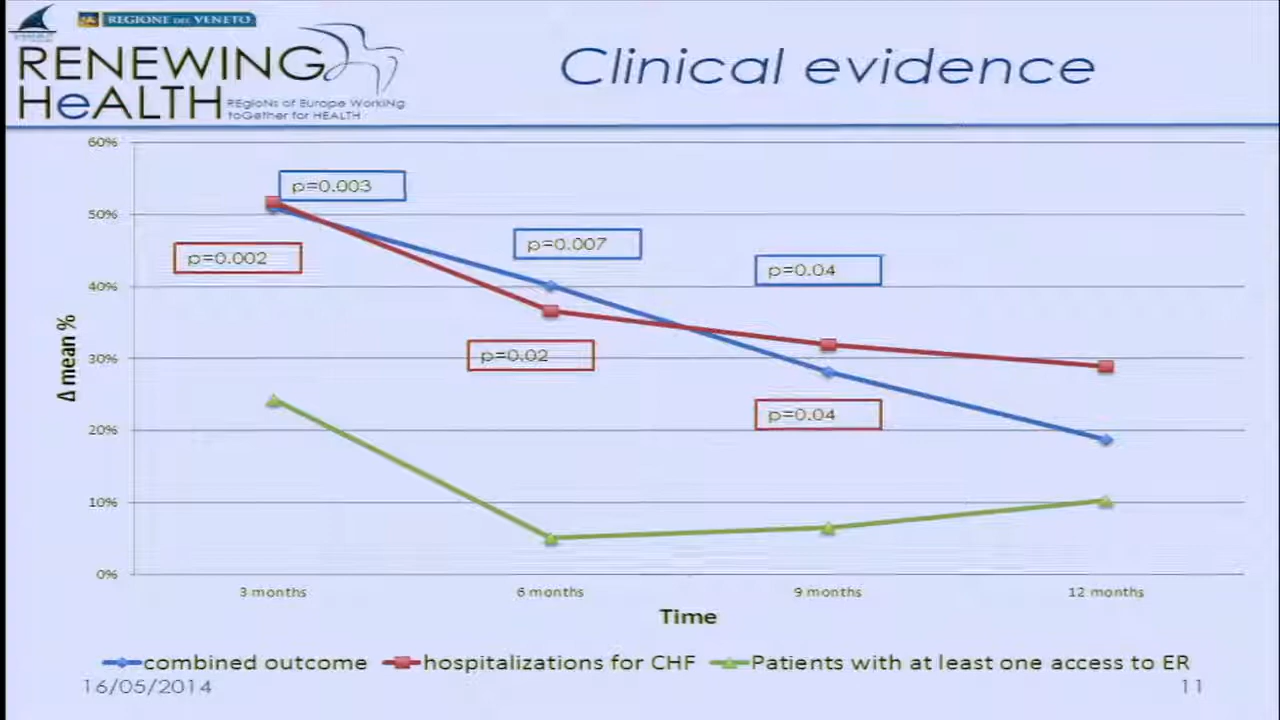 REGIONE DEL VENETO
RENEWING
HeALTH
REgioNs of Europe WorkiNg
toGether for HEALTH
Clinical evidence
60%
50%
40%
30%
20%
10%
0%
Δ mean %
p=0.003
p=0.002
p=0.007
p=0.02
p=0.04
p=0.04
3 months
6 months
9 months
12 months
Time
combined outcome
hospitalizations for CHF
Patients with at least one access to ER
16/05/2014
11